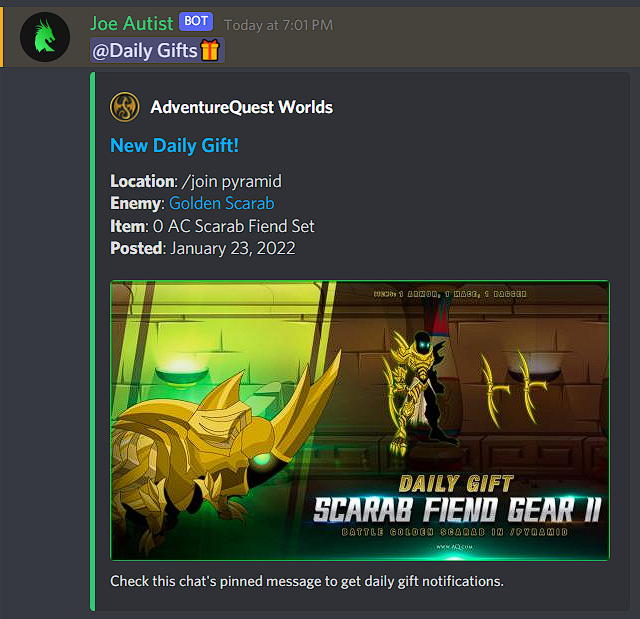 Joe Autist BOT Today at 7:01 PM
@Daily Gifts🎁
AdventureQuest Worlds
New Daily Gift!
Location: /join pyramid
Enemy: Golden Scarab
Item: 0 AC Scarab Fiend Set
Posted: January 23, 2022
ITEMS: 1 ARMOR, 1 MACE, 1 DAGGER
DAILY GIFT
SCARAB FIEND GEAR II
BATTLE GOLDEN SCARAB IN /PYRAMID
WWW.AQ.COM
Check this chat's pinned message to get daily gift notifications.